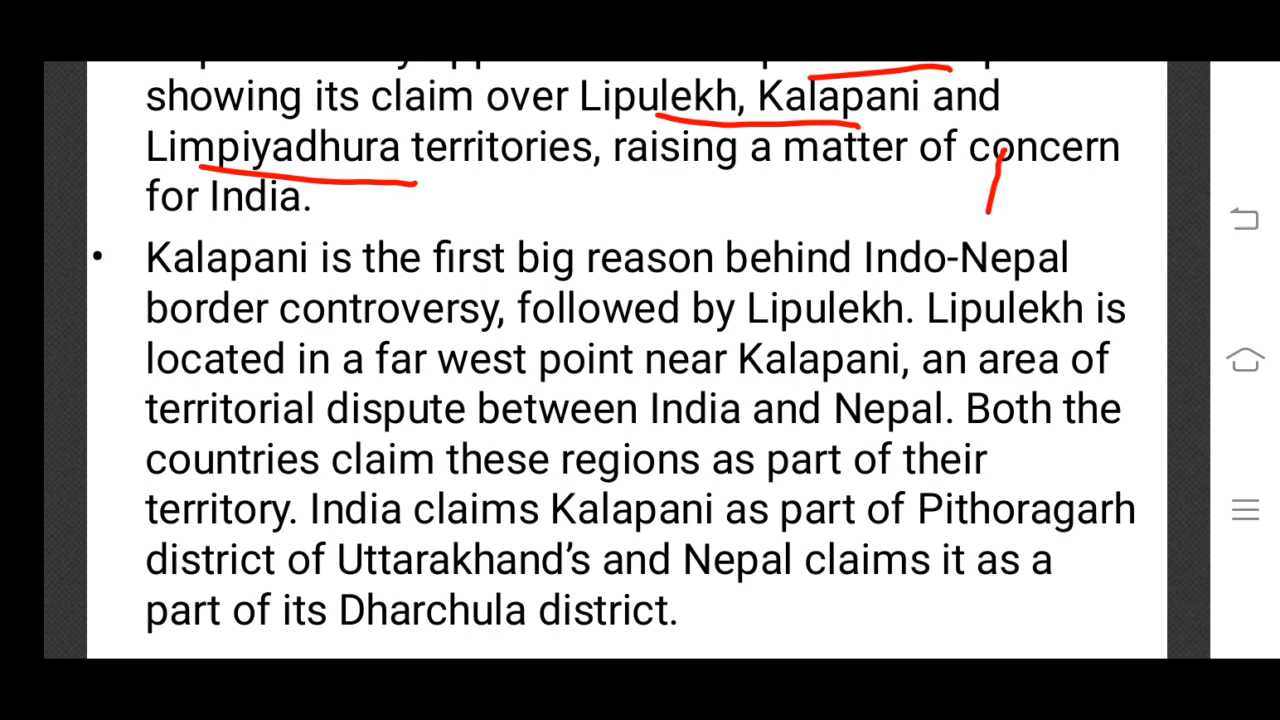 showing its claim over Lipulekh, Kalapani and
Limpiyadhura territories, raising a matter of concern
for India.
• Kalapani is the first big reason behind Indo-Nepal
border controversy, followed by Lipulekh. Lipulekh is
located in a far west point near Kalapani, an area of
territorial dispute between India and Nepal. Both the
countries claim these regions as part of their
territory. India claims Kalapani as part of Pithoragarh
district of Uttarakhand’s and Nepal claims it as a
part of its Dharchula district.